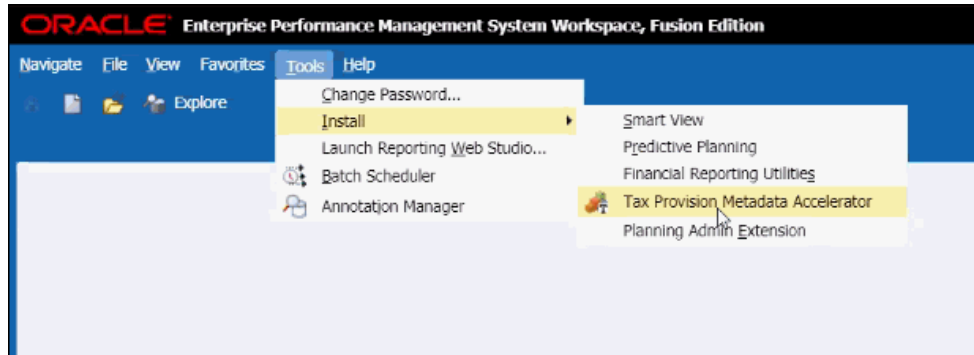 ORACLE Enterprise Performance Management System Workspace, Fusion Edition
Navigate File View Favorites Tools Help
Explore
Change Password...
Install
Launch Reporting Web Studio...
Batch Scheduler
Annotation Manager
Smart View
Predictive Planning
Financial Reporting Utilities
Tax Provision Metadata Accelerator
Planning Admin Extension